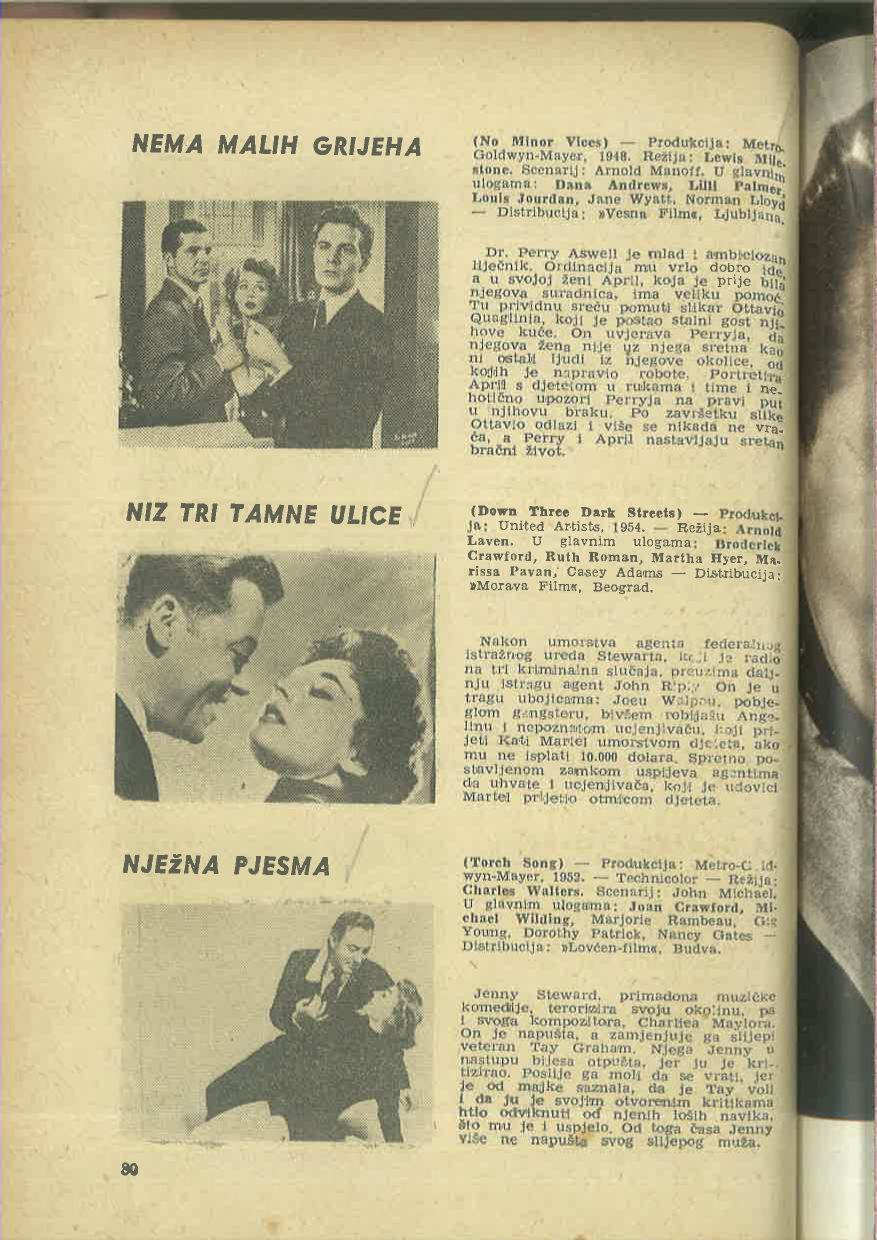 NEMA MALIH GRIJEHA
(No Minor Vices) — Produkcija: Metro-
Goldwyn-Mayer, 1948. Režija: Lewis Mile-
stone. Scenarij: Arnold Manoff. U glavnim
ulogama: Dana Andrews, Lilli Palmer,
Louis Jourdan, Jane Wyatt, Norman Lloyd
— Distribucija: »Vesna Film«, Ljubljana.
Dr. Perry Aswell je mlad i ambiciozan
liječnik. Ordinacija mu vrlo dobro ide,
a u svojoj ženi April, koja je prije bila
njegova suradnica, ima veliku pomoć.
Tu prividnu sreću pomuti slikar Ottavio
Quaglinia, koji je postao stalni gost nji-
hove kuće. On uvjerava Perryja, da
njegova žena nije uz njega sretna kao
ni ostali ljudi iz njegove okolice, od
kojih je napravio robote. Portretira
April s djetetom u rukama i time i ne-
hotično upozori Perryja na pravi put
u njihovu braku. Po završetku slike
Ottavio odlazi i više se nikada ne vra-
ća, a Perry i April nastavljaju sretan
bračni život.
NIZ TRI TAMNE ULICE
(Down Three Dark Streets) — Produkci-
ja: United Artists, 1954. — Režija: Arnold
Laven. U glavnim ulogama: Broderick
Crawford, Ruth Roman, Martha Hyer, Ma-
rissa Pavan, Casey Adams — Distribucija:
»Morava Film«, Beograd.
Nakon umorstva agenta federalnog
istražnog ureda Stewarta, koji je radio
na tri kriminalna slučaja, preuzima dalj-
nju istragu agent John Riply. On je u
tragu ubojicama: Joeu Walpou, pobje-
glom gangsteru, bivšem robijašu Ange-
linu i nepoznatom ucjenjivaču, koji pri-
jeti Kati Martel umorstvom djeteta, ako
mu ne isplati 10.000 dolara. Spretno po-
stavljenom zamkom uspijeva agentima
da uhvate i ucjenjivača, koji je udovici
Martel prijetio otmicom djeteta.
NJEŽNA PJESMA
(Torch Song) — Produkcija: Metro-Gold-
wyn-Mayer, 1953. — Technicolor — Režija:
Charles Walters. Scenarij: John Michael.
U glavnim ulogama: Joan Crawford, Mi-
chael Wilding, Marjorie Rambeau, Gig
Young, Dorothy Patrick, Nancy Gates —
Distribucija: »Lovćen-film«, Budva.
Jenny Steward, primadona muzičke
komedije, terorizira svoju okolinu, pa
i svoga kompozitora, Charliea Maylora.
On je napušta, a zamjenjuje ga slijepi
veteran Tay Graham. Njega Jenny u
nastupu bijesa otpušta, jer ju je kri-
tizirao. Poslije ga moli da se vrati, jer
je od majke saznala, da je Tay voli
i da ju je svojim otvorenim kritikama
htio odviknuti od njenih loših navika,
što mu je i uspjelo. Od toga časa Jenny
više ne napušta svog slijepog muža.
80